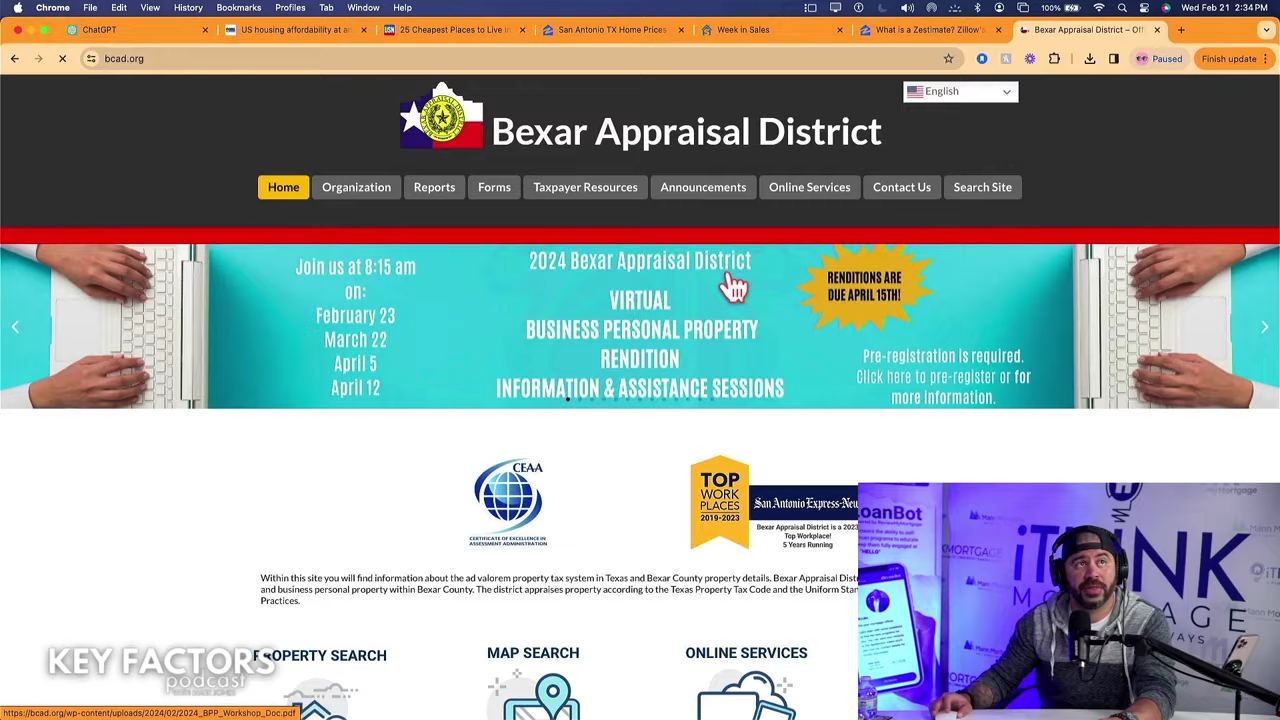 Chrome File Edit View History Bookmarks Profiles Tab Window Help 100% Wed Feb 21 2:34 PM
ChatGPT US housing affordability at a 25 Cheapest Places to Live in San Antonio TX Home Prices Week in Sales What is a Zestimate? Zillow's Bexar Appraisal District – Of
bcad.org Paused Finish update
English
Bexar Appraisal District
Home Organization Reports Forms Taxpayer Resources Announcements Online Services Contact Us Search Site
Join us at 8:15 am
on:
February 23
March 22
April 5
April 12
2024 Bexar Appraisal District
VIRTUAL
BUSINESS PERSONAL PROPERTY
RENDITION
INFORMATION & ASSISTANCE SESSIONS
RENDITIONS ARE
DUE APRIL 15TH!
Pre-registration is required.
Click here to pre-register or for
more information.
CEAA
CERTIFICATE OF EXCELLENCE IN
ASSESSMENT ADMINISTRATION
TOP
WORK
PLACES
2019-2023
San Antonio Express-New
Bexar Appraisal District is a 2023
Top Workplace!
5 Years Running
Within this site you will find information about the ad valorem property tax system in Texas and Bexar County property details. Bexar Appraisal Distr
and business personal property within Bexar County. The district appraises property according to the Texas Property Tax Code and the Uniform Stan
Practices.
PROPERTY SEARCH MAP SEARCH ONLINE SERVICES
KEY FACTORS
podcast
https://bcad.org/wp-content/uploads/2024/02/2024_BPP_Workshop_Doc.pdf
LoanBot
"HELLO"
MORTGAGE
iTHINK
MORTGAGE
Mann Mortgage